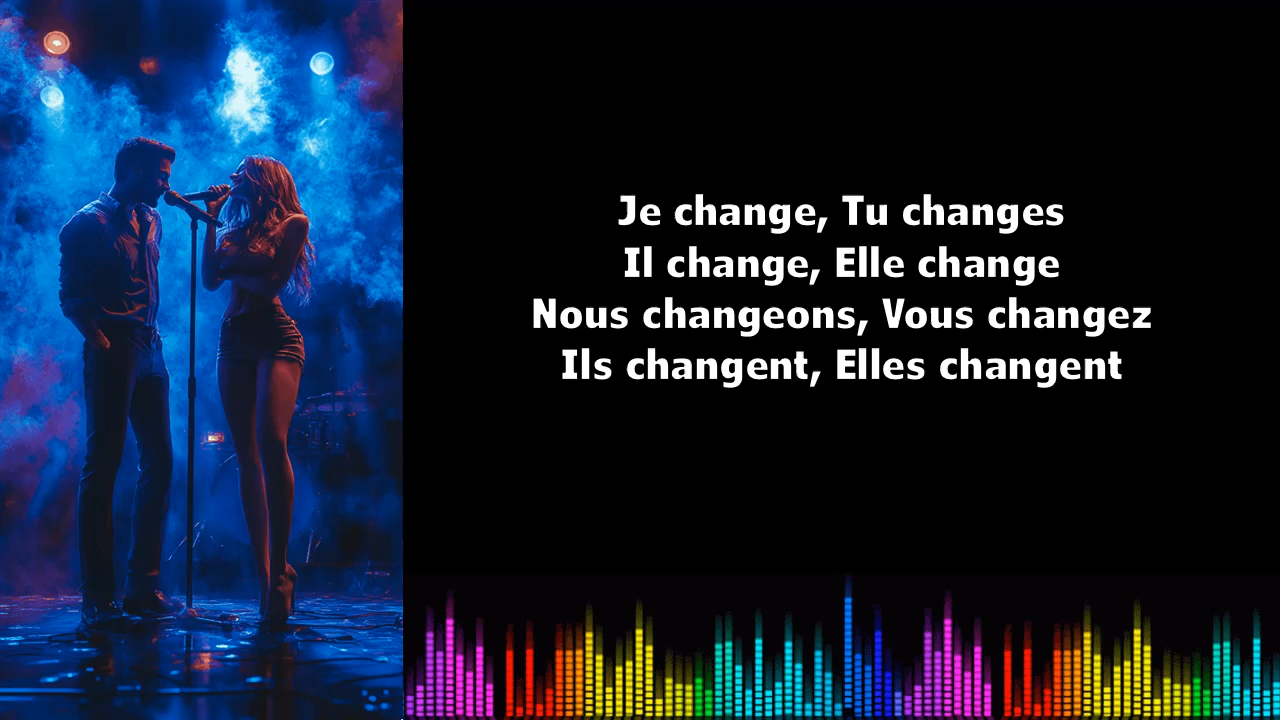 Je change, Tu changes
Il change, Elle change
Nous changeons, Vous changez
Ils changent, Elles changent